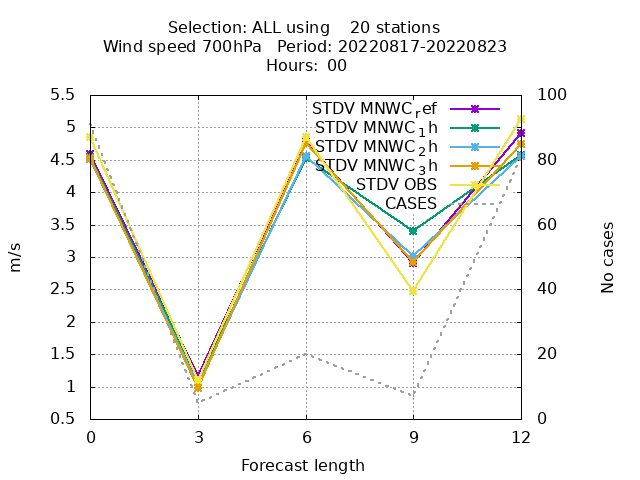 Selection: ALL using    20 stations
Wind speed 700hPa   Period: 20220817-20220823
Hours: 00
5.5
5
4.5
4
3.5
3
2.5
2
1.5
1
0.5
m/s
STDV MNWC_ref
STDV MNWC_1h
STDV MNWC_2h
STDV MNWC_3h
STDV OBS
CASES
100
80
60
40
20
0
No cases
0 3 6 9 12
Forecast length